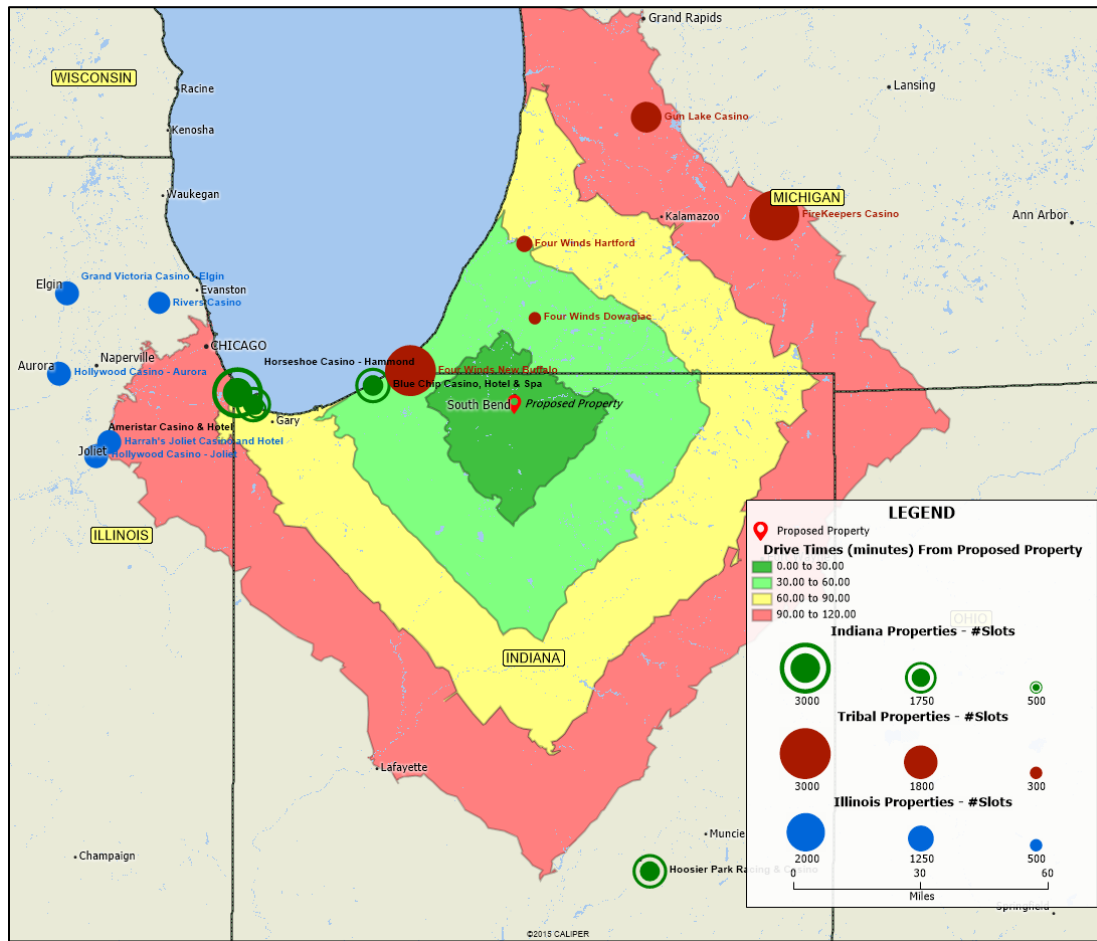 Grand Rapids
WISCONSIN
Racine
Lansing
Gun Lake Casino
Kenosha
MICHIGAN
Waukegan
Kalamazoo
FireKeepers Casino
Ann Arbor
Four Winds Hartford
Grand Victoria Casino - Elgin
Elgin
Evanston
Rivers Casino
Four Winds Dowagiac
CHICAGO
Naperville
Horseshoe Casino - Hammond
Aurora
Hollywood Casino - Aurora
Four Winds New Buffalo
Blue Chip Casino, Hotel & Spa
South Bend
Proposed Property
Gary
Ameristar Casino & Hotel
Harrah's Joliet Casino and Hotel
Joliet
Hollywood Casino - Joliet
ILLINOIS
INDIANA
LEGEND
Proposed Property
Drive Times (minutes) From Proposed Property
0.00 to 30.00
30.00 to 60.00
60.00 to 90.00
90.00 to 120.00
OHIO
Indiana Properties - #Slots
3000 1750 500
Tribal Properties - #Slots
3000 1800 300
Illinois Properties - #Slots
2000 1250 500
0 30 60
Miles
Lafayette
Muncie
Champaign
Hoosier Park Racing & Casino
Springfield
©2015 CALIPER